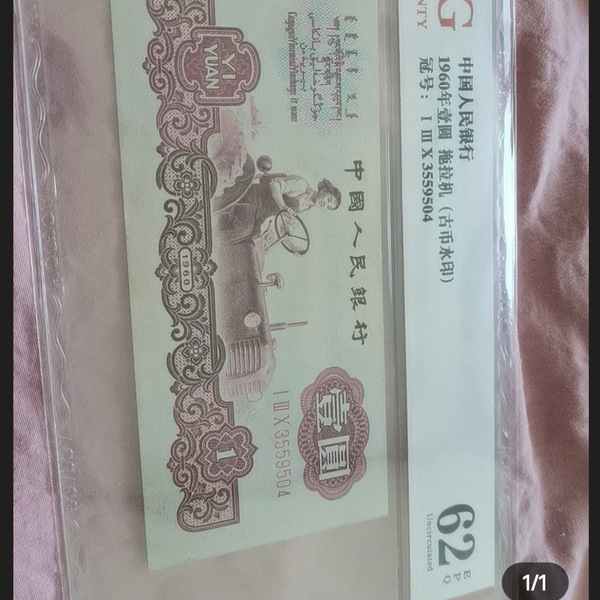 G
NTY
中国人民银行
1960年壹圆 拖拉机（古币水印）
冠号： I III X 3559504
62
E
P
Q
Uncirculated
YI
YUAN
中國人民銀行
1960
I III X 3559504
壹圓
1
1/1